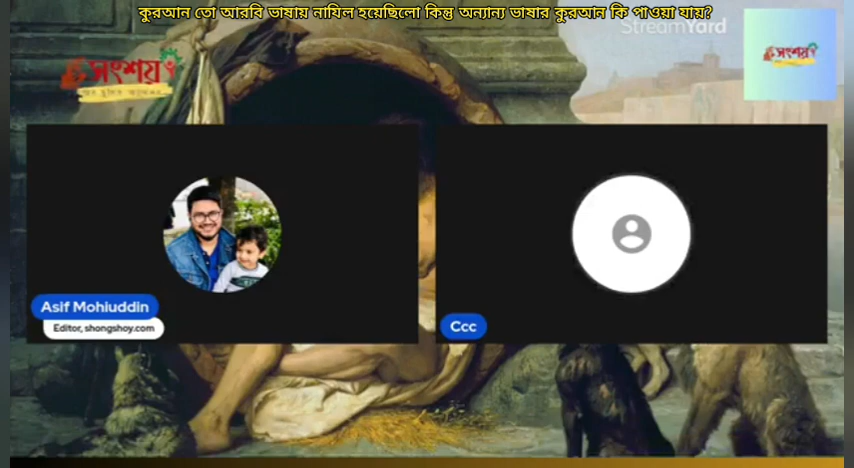 কুরআন তো আরবি ভাষায় নাযিল হয়েছিলো কিন্তু অন্যান্য ভাষার কুরআন কি পাওয়া যায়?
StreamYard
সংশয়
সংশয়
Asif Mohiuddin
Editor, shongshoy.com
Ccc